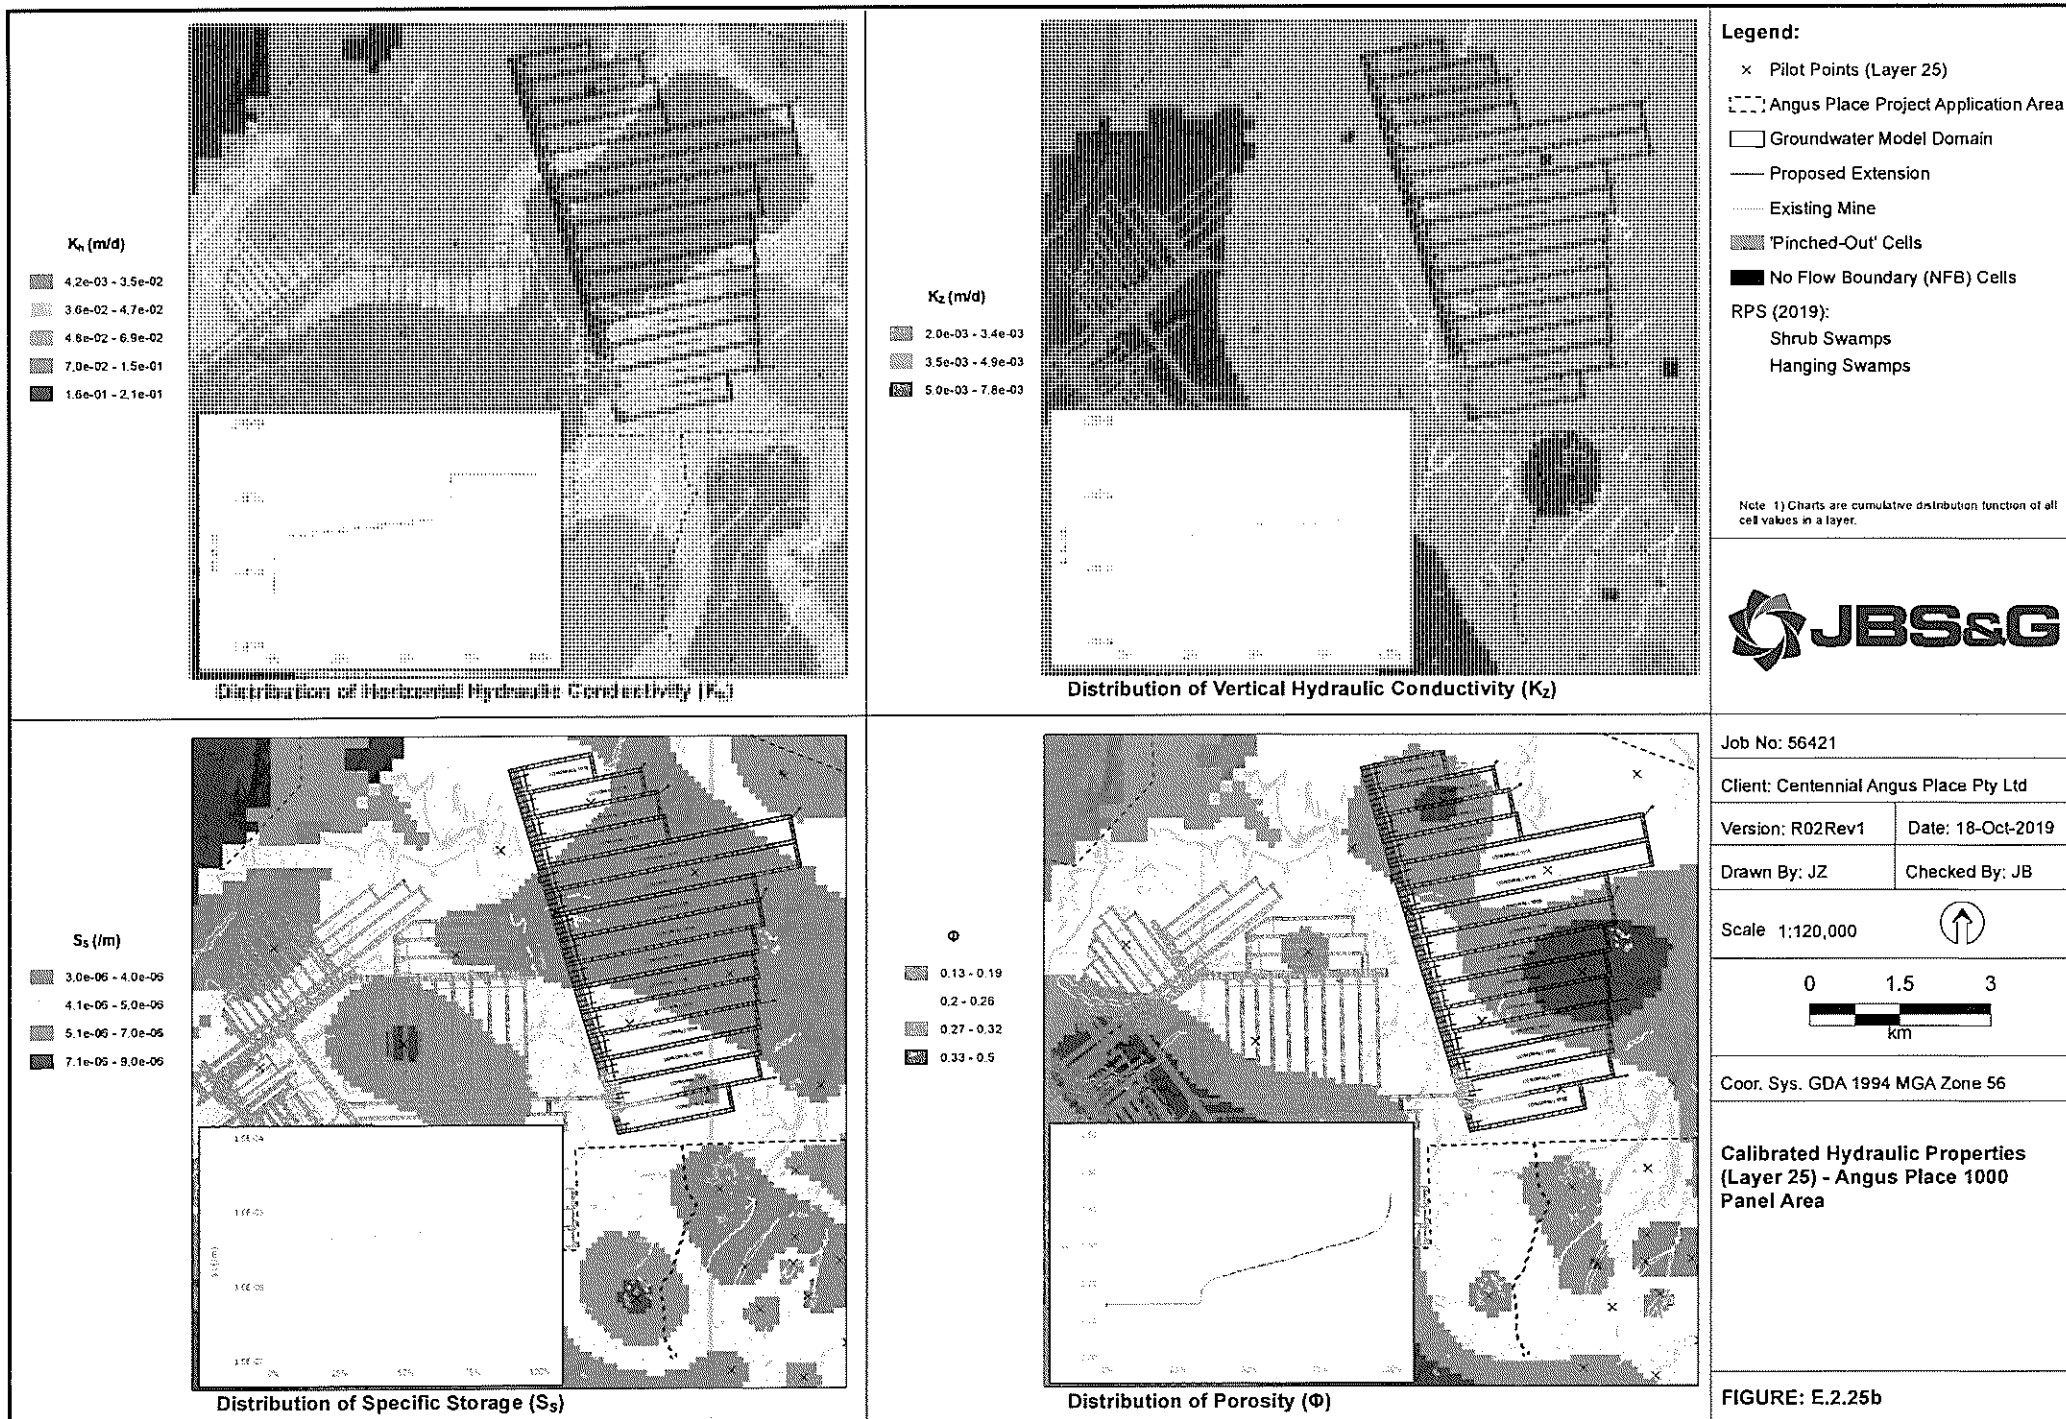 Kh (m/d)
4.2e-03 - 3.5e-02
3.6e-02 - 4.7e-02
4.8e-02 - 6.9e-02
7.0e-02 - 1.5e-01
1.6e-01 - 2.1e-01
Distribution of Horizontal Hydraulic Conductivity (Kh)
Kz (m/d)
2.0e-03 - 3.4e-03
3.5e-03 - 4.9e-03
5.0e-03 - 7.8e-03
Distribution of Vertical Hydraulic Conductivity (KZ)
Ss (/m)
3.0e-06 - 4.0e-06
4.1e-06 - 5.0e-06
5.1e-06 - 7.0e-06
7.1e-06 - 9.0e-06
Distribution of Specific Storage (SS)
Φ
0.13 - 0.19
0.2 - 0.26
0.27 - 0.32
0.33 - 0.5
Distribution of Porosity (Φ)
Legend:
Pilot Points (Layer 25)
Angus Place Project Application Area
Groundwater Model Domain
Proposed Extension
Existing Mine
'Pinched-Out' Cells
No Flow Boundary (NFB) Cells
RPS (2019):
Shrub Swamps
Hanging Swamps
Note 1) Charts are cumulative distribution function of all
cell values in a layer.
JBS&G
Job No: 56421
Client: Centennial Angus Place Pty Ltd
Version: R02Rev1 Date: 18-Oct-2019
Drawn By: JZ Checked By: JB
Scale 1:120,000
0 1.5 3
km
Coor. Sys. GDA 1994 MGA Zone 56
Calibrated Hydraulic Properties
(Layer 25) - Angus Place 1000
Panel Area
FIGURE: E.2.25b